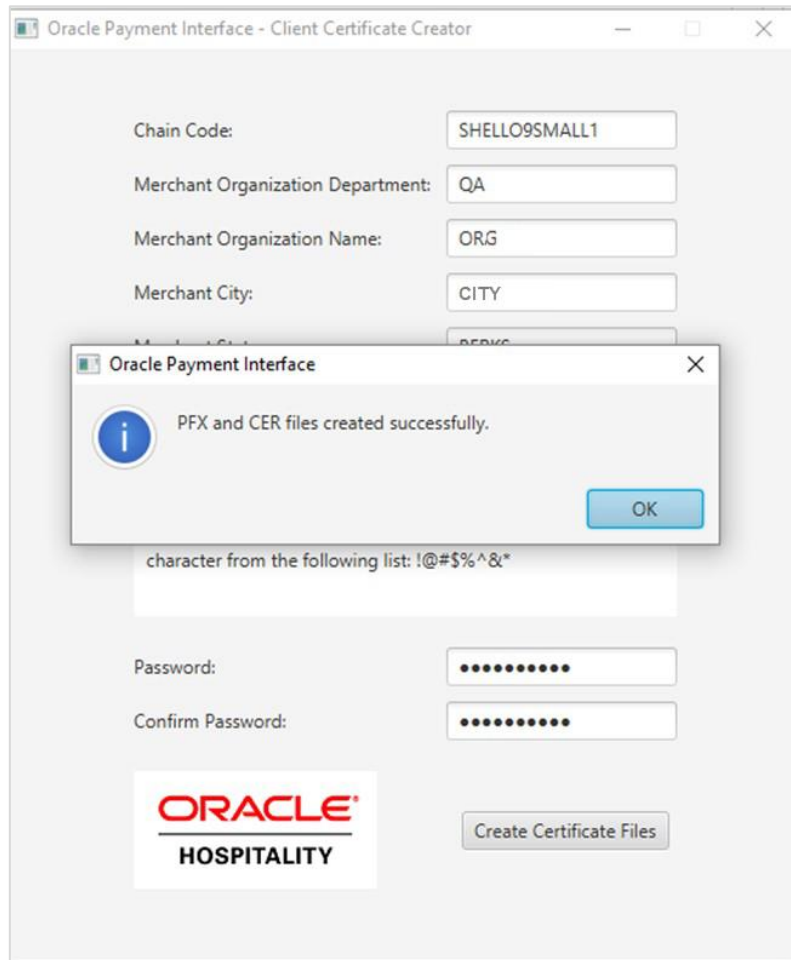 Oracle Payment Interface - Client Certificate Creator
Chain Code: SHELLO9SMALL1
Merchant Organization Department: QA
Merchant Organization Name: ORG
Merchant City: CITY
Oracle Payment Interface
PFX and CER files created successfully.
OK
character from the following list: !@#$%^&*
Password: ●●●●●●●●●●
Confirm Password: ●●●●●●●●●●
ORACLE®
HOSPITALITY
Create Certificate Files